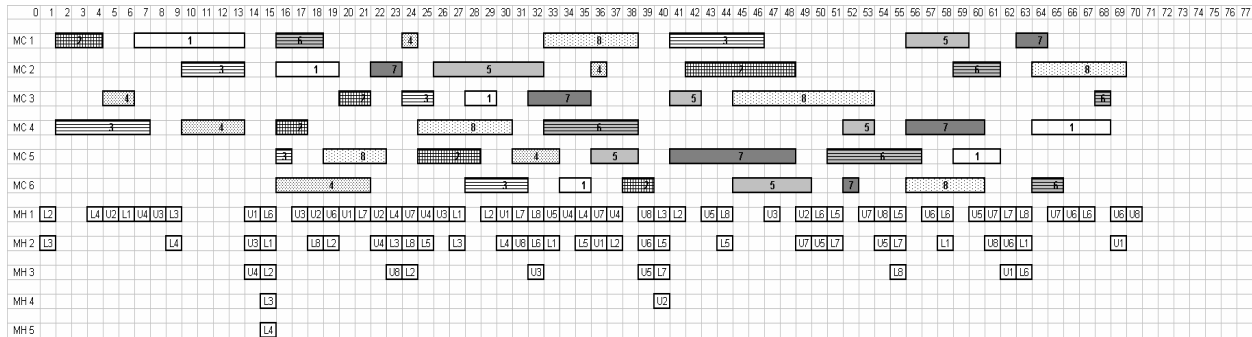 0 1 2 3 4 5 6 7 8 9 10 11 12 13 14 15 16 17 18 19 20 21 22 23 24 25 26 27 28 29 30 31 32 33 34 35 36 37 38 39 40 41 42 43 44 45 46 47 48 49 50 51 52 53 54 55 56 57 58 59 60 61 62 63 64 65 66 67 68 69 70 71 72 73 74 75 76 77
MC 1 2 1 6 4 8 3 5 7
MC 2 3 1 7 5 4 2 6 8
MC 3 4 2 3 1 7 5 8 6
MC 4 3 4 2 8 6 5 7 1
MC 5 3 8 2 4 5 7 6 1
MC 6 4 3 1 2 5 7 8 6
MH 1 L2 L4 U2 L1 U4 U3 L3 U1 L6 U3 U2 U6 U1 L7 U2 L4 U7 U4 L3 L1 L2 U1 L7 L8 U5 U4 L4 U7 U4 U8 L3 L2 U5 L8 U3 U2 L6 L5 U7 U8 L5 U6 L6 U5 U7 L7 L8 U7 U6 L6 U6 U8
MH 2 L3 L4 U3 L1 L8 L2 U4 L3 L8 L5 L3 L4 U8 L6 L1 L5 U1 L2 U6 L5 L5 U7 U5 L7 U5 L7 L1 U8 U6 L8 U1
MH 3 U4 L2 U8 L2 U3 U5 L7 L8 U1 L6
MH 4 L3 U2
MH 5 L4